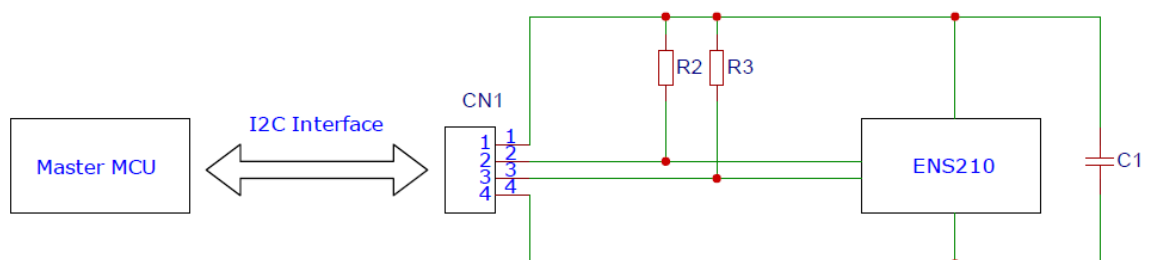 R2
R3
CN1
I2C Interface
Master MCU
1 1
2 2
3 3
4 4
ENS210
C1